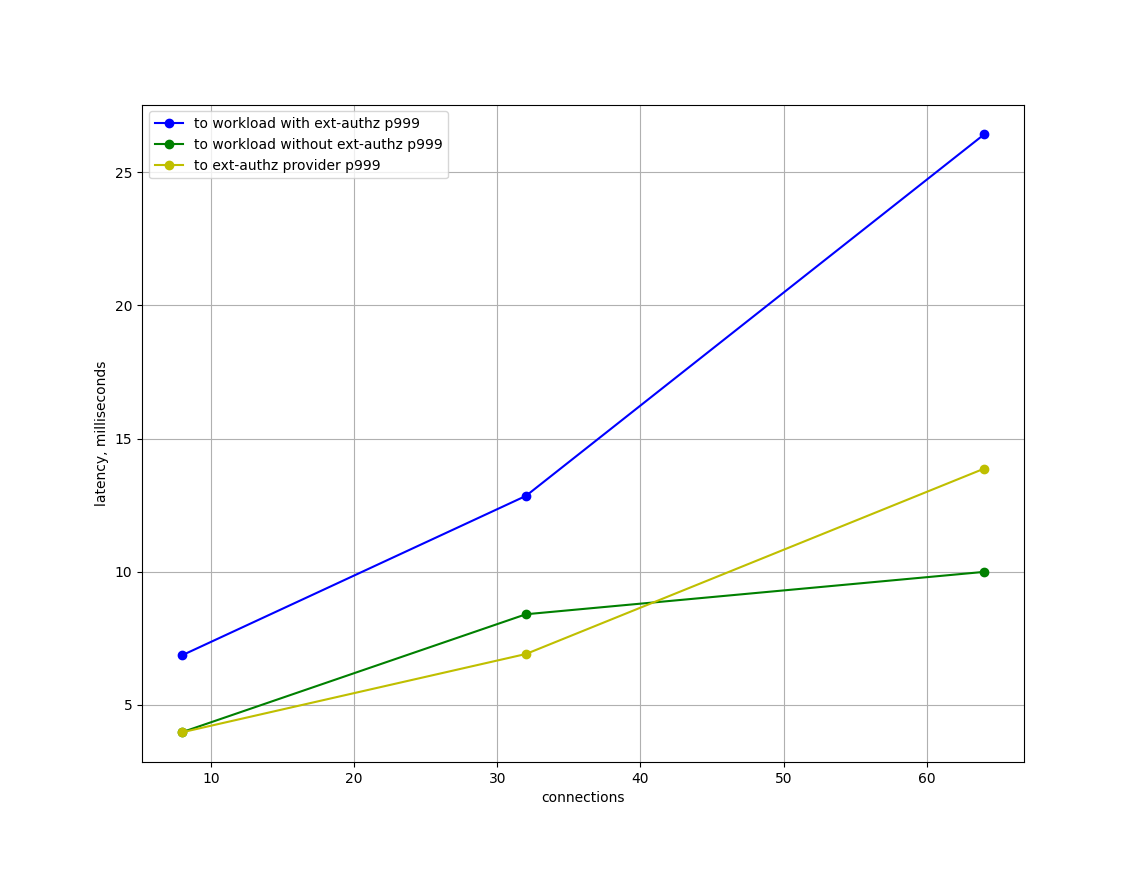 to workload with ext-authz p999
to workload without ext-authz p999
to ext-authz provider p999
25
20
15
10
5
latency, milliseconds
10 20 30 40 50 60
connections